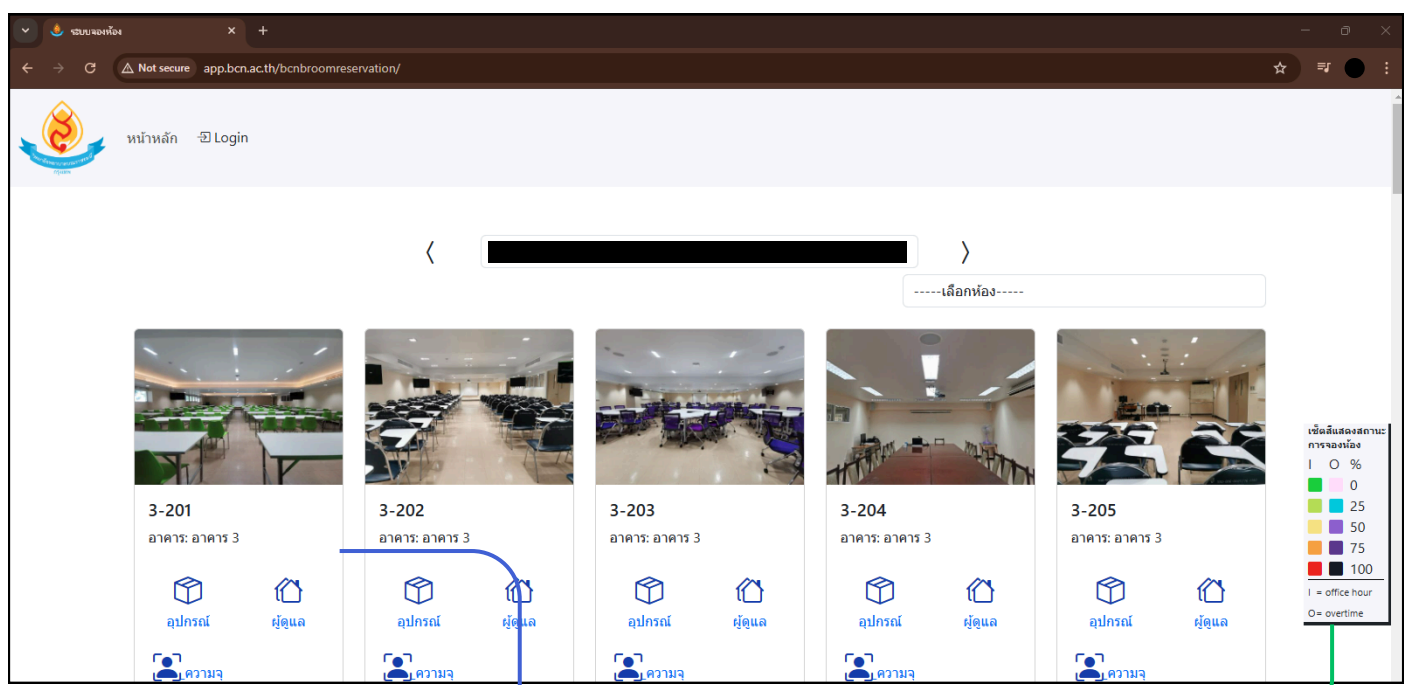 ระบบจองห้อง
Not secure app.bcn.ac.th/bcnbroomreservation/
หน้าหลัก Login
-----เลือกห้อง-----
3-201 3-202 3-203 3-204 3-205
อาคาร: อาคาร 3 อาคาร: อาคาร 3 อาคาร: อาคาร 3 อาคาร: อาคาร 3 อาคาร: อาคาร 3
อุปกรณ์ ผู้ดูแล อุปกรณ์ ผู้ดูแล อุปกรณ์ ผู้ดูแล อุปกรณ์ ผู้ดูแล อุปกรณ์ ผู้ดูแล
ความจุ ความจุ ความจุ ความจุ ความจุ
เช็ตสีแสดงสถานะ
การจองห้อง
I O %
0
25
50
75
100
I = office hour
O= overtime